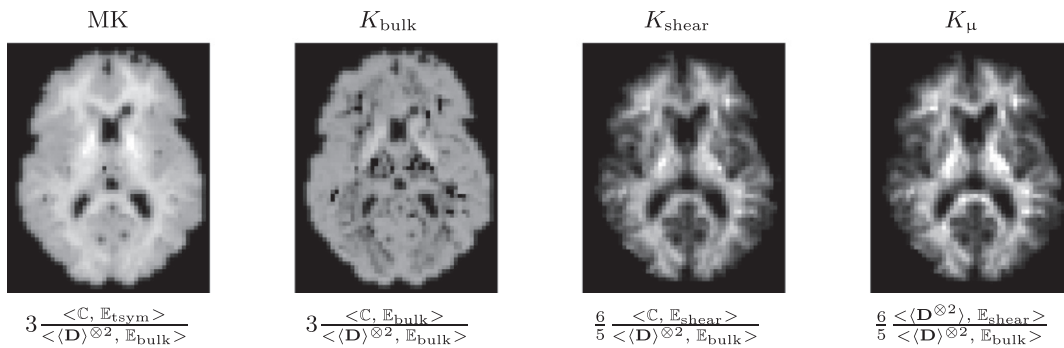 MK K_bulk K_shear K_μ
3 <ℂ, 𝔼_tsym> / <⟨𝐃⟩^⊗2, 𝔼_bulk> 3 <ℂ, 𝔼_bulk> / <⟨𝐃⟩^⊗2, 𝔼_bulk> 6/5 <ℂ, 𝔼_shear> / <⟨𝐃⟩^⊗2, 𝔼_bulk> 6/5 <⟨𝐃^⊗2⟩, 𝔼_shear> / <⟨𝐃⟩^⊗2, 𝔼_bulk>